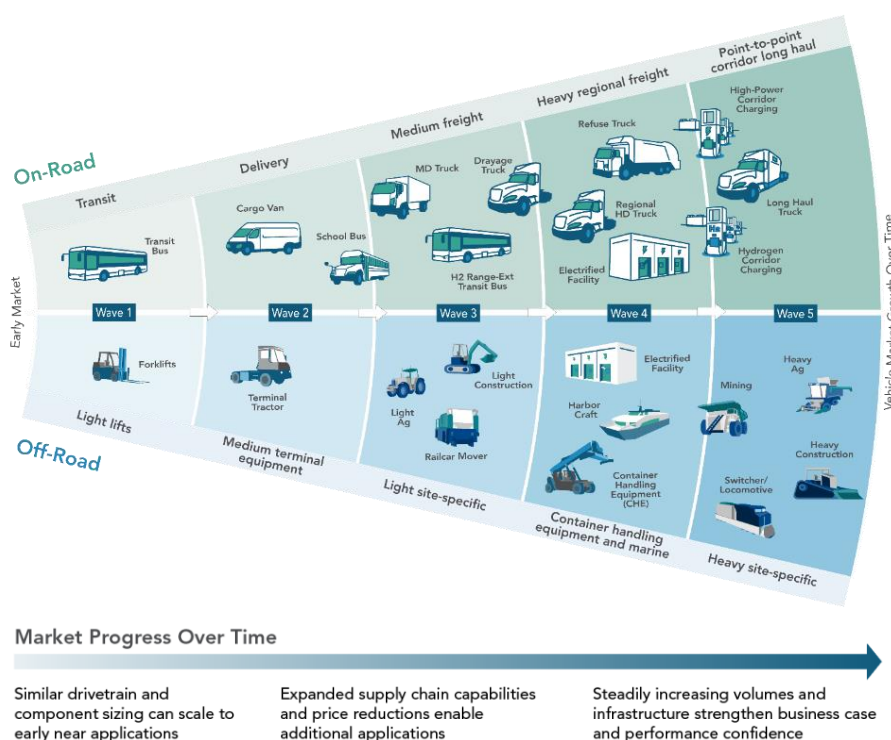 Point-to-point
corridor long haul
Heavy regional freight
Medium freight
Delivery
Transit
On-Road
High-Power
Corridor
Charging
Refuse Truck
Drayage
Truck
MD Truck
Cargo Van
School Bus
Transit
Bus
Regional
HD Truck
Long Haul
Truck
H2 Range-Ext
Transit Bus
Electrified
Facility
Hydrogen
Corridor
Charging
Early Market
Vehicle Market Growth Over Time
Wave 1
Wave 2
Wave 3
Wave 4
Wave 5
Forklifts
Terminal
Tractor
Light
Construction
Light
Ag
Railcar Mover
Electrified
Facility
Harbor
Craft
Container
Handling
Equipment
(CHE)
Mining
Heavy
Ag
Heavy
Construction
Switcher/
Locomotive
Off-Road
Light lifts
Medium terminal
equipment
Light site-specific
Container handling
equipment and marine
Heavy site-specific
Market Progress Over Time
Similar drivetrain and
component sizing can scale to
early near applications
Expanded supply chain capabilities
and price reductions enable
additional applications
Steadily increasing volumes and
infrastructure strengthen business case
and performance confidence